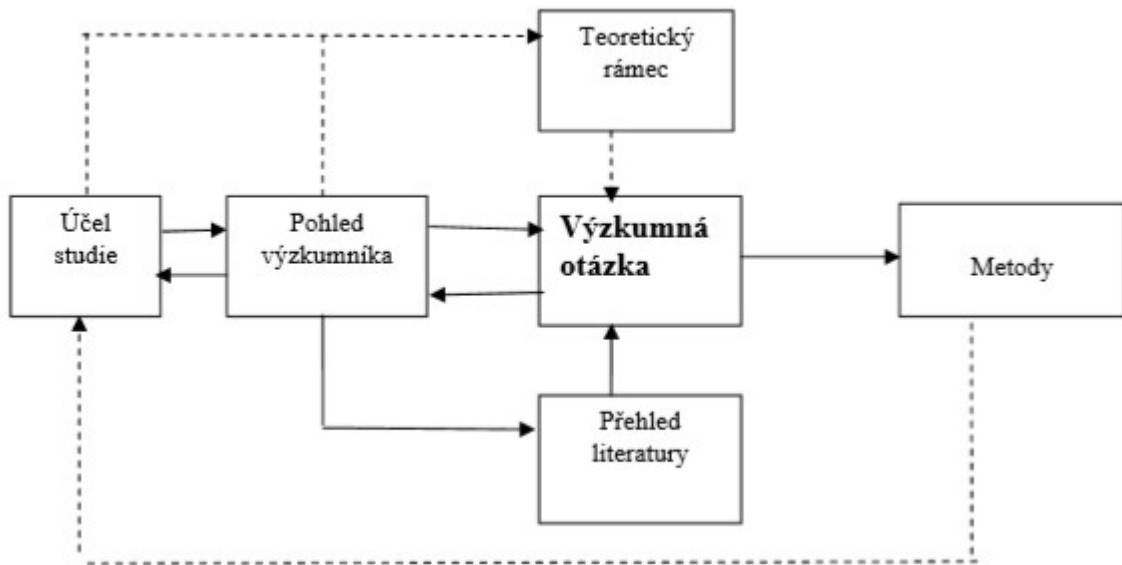 Teoretický
rámec
Účel
studie
Pohled
výzkumníka
Výzkumná
otázka
Metody
Přehled
literatury